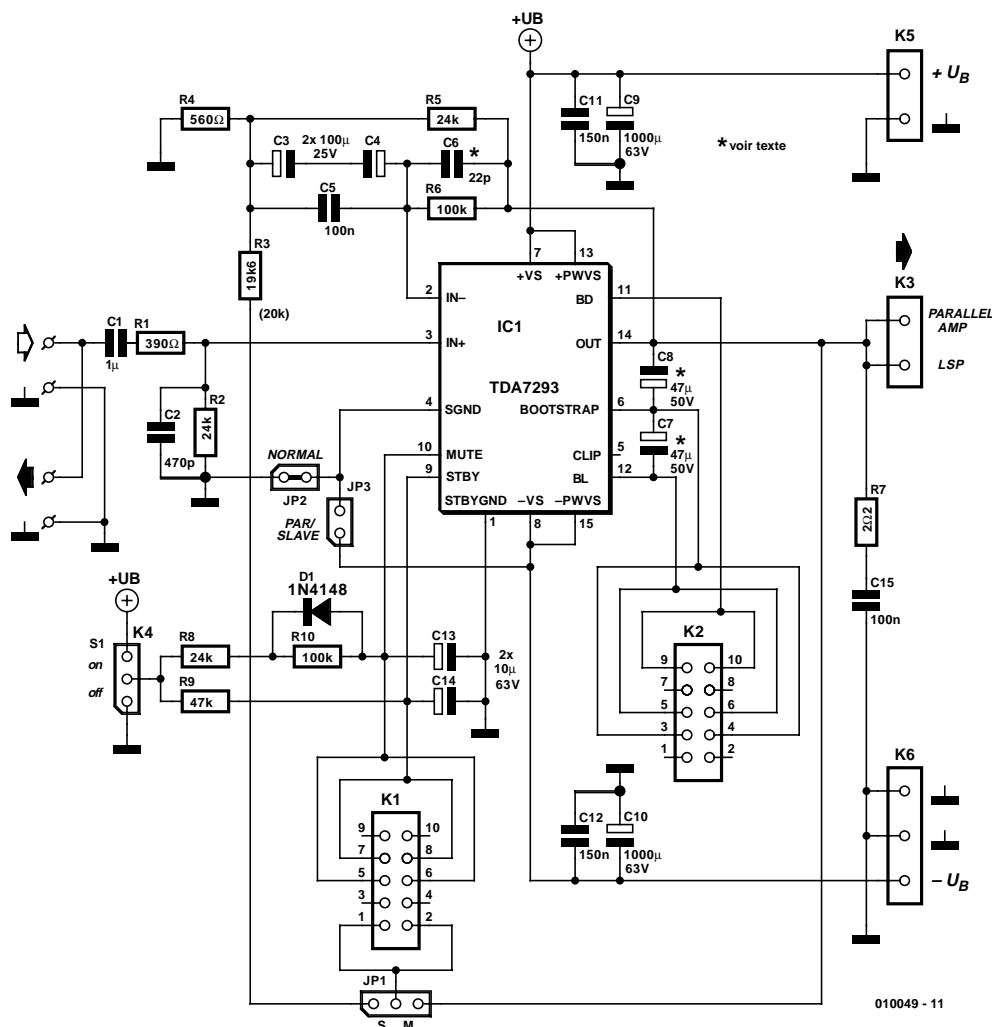 +UB
K5
+ UB
R4
560Ω
R5
24k
C3
2x 100µ
25V
C4
C6
*
22p
C11
150n
C9
1000µ
63V
* voir texte
C5
100n
R6
100k
R3
19k6
(20k)
7
13
+VS
+PWVS
2
IN–
BD
11
K3
PARALLEL
AMP
LSP
C1
1µ
R1
390Ω
3
IN+
IC1
TDA7293
OUT
14
C8
*
47µ
50V
4
SGND
BOOTSTRAP
6
C7
*
47µ
50V
C2
470p
R2
24k
NORMAL
JP2
JP3
PAR/
SLAVE
10
MUTE
CLIP
5
9
STBY
BL
12
STBYGND
–VS
–PWVS
1
8
15
R7
2Ω2
C15
100n
+UB
D1
1N4148
S1
K4
on
off
R8
24k
R10
100k
R9
47k
C13
C14
2x
10µ
63V
K2
9
10
7
8
5
6
3
4
1
2
K1
9
10
7
8
5
6
3
4
1
2
C12
150n
C10
1000µ
63V
K6
– UB
JP1
S
M
010049 - 11